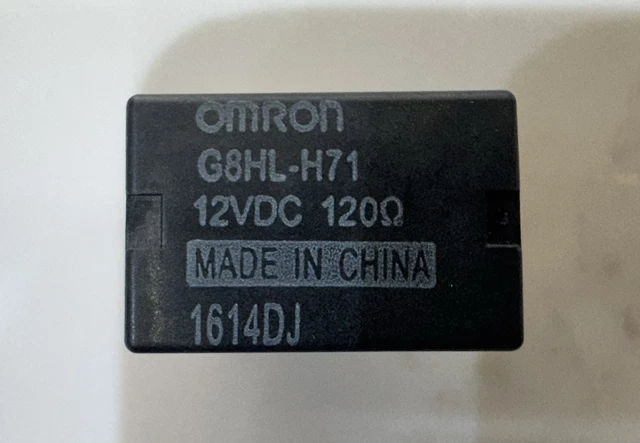 OMRON
G8HL-H71
12VDC 120Ω
MADE IN CHINA
1614DJ